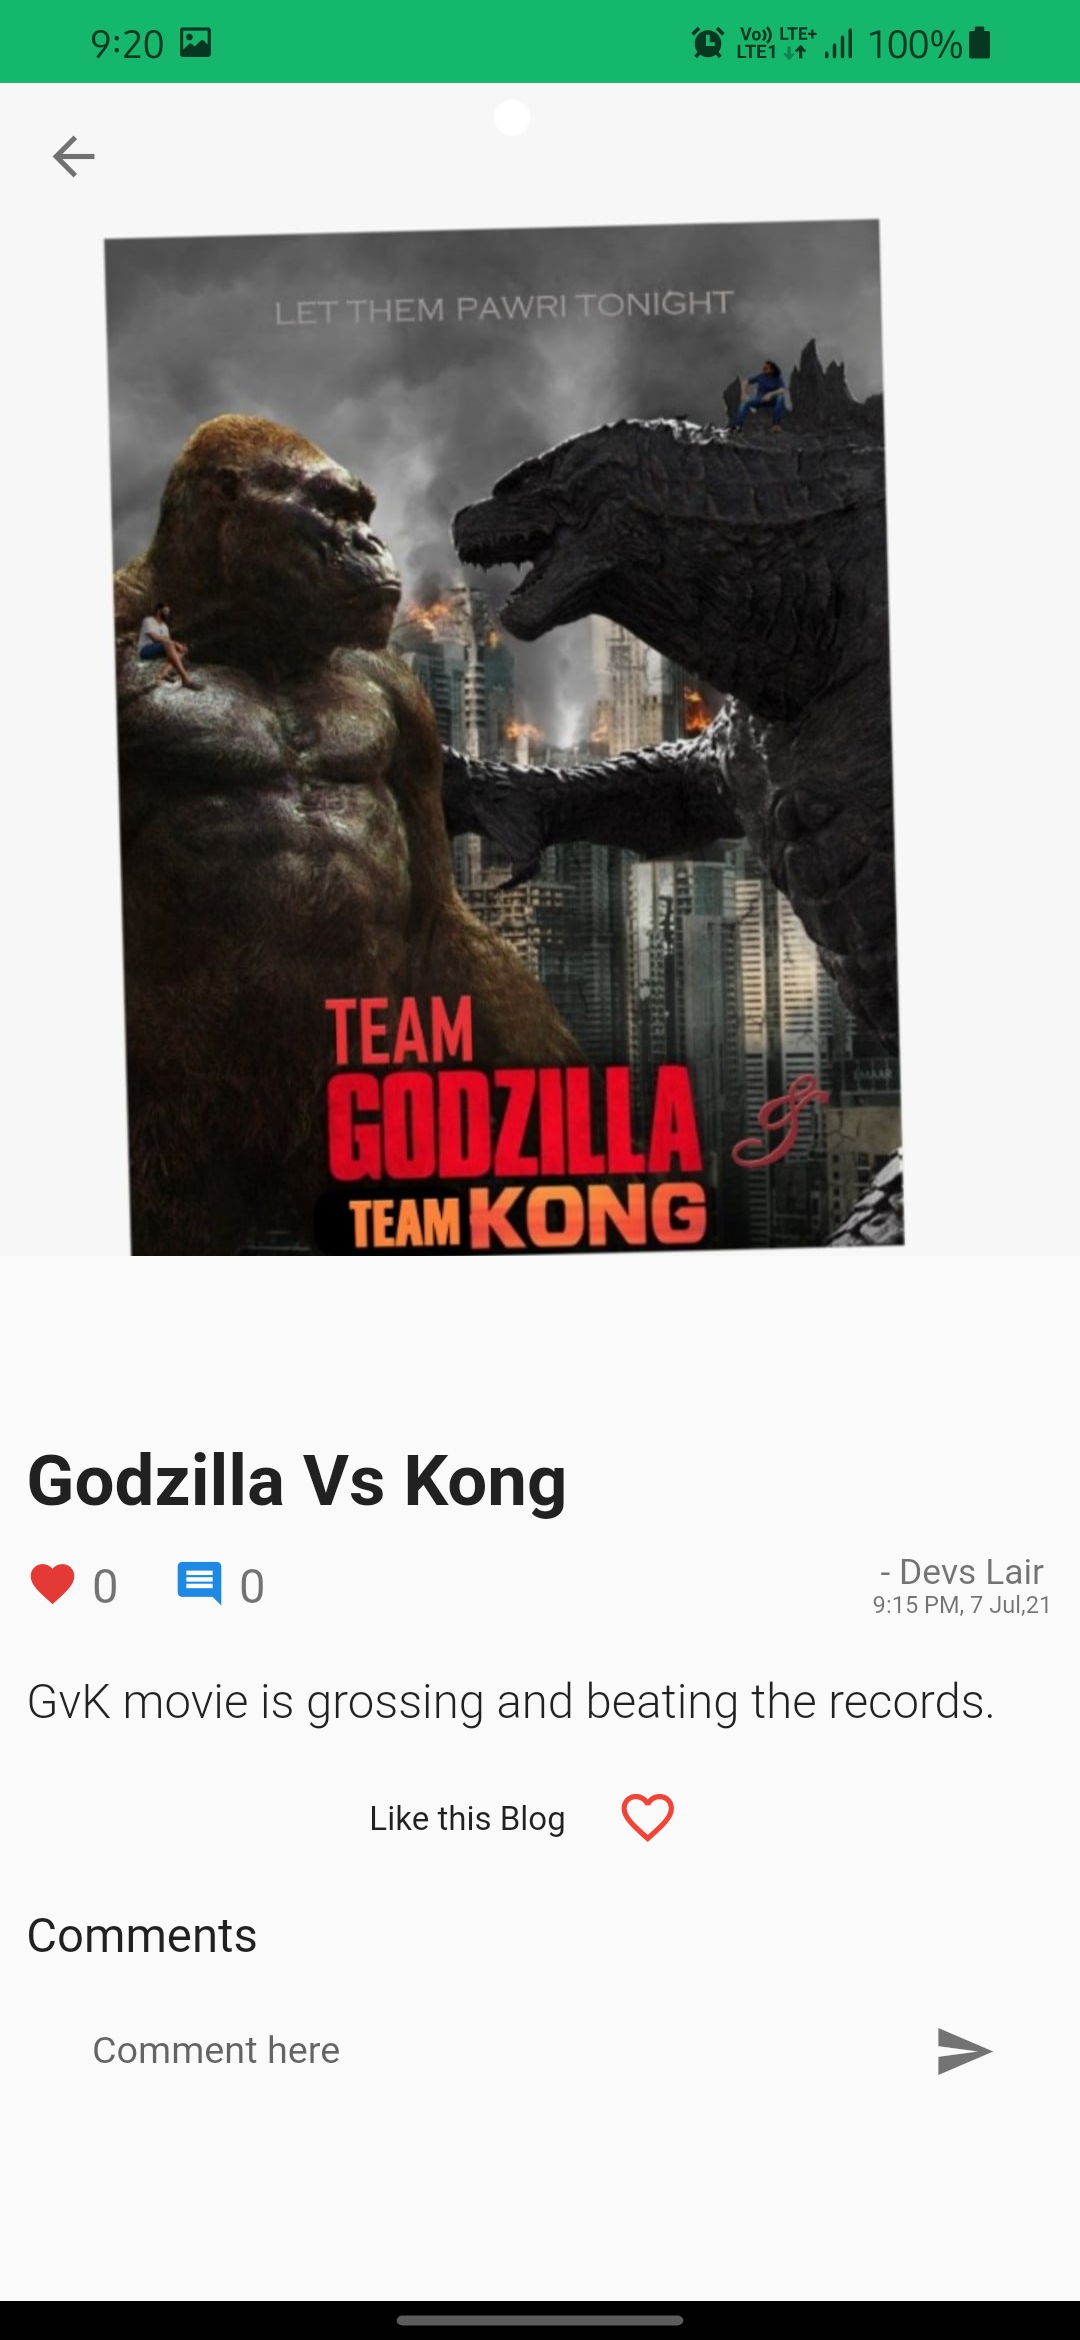 9:20
Vo)) LTE+
LTE1
100%
LET THEM PAWRI TONIGHT
EMAAR
TEAM
GODZILLA
TEAM KONG
Godzilla Vs Kong
0 0
- Devs Lair
9:15 PM, 7 Jul,21
GvK movie is grossing and beating the records.
Like this Blog
Comments
Comment here